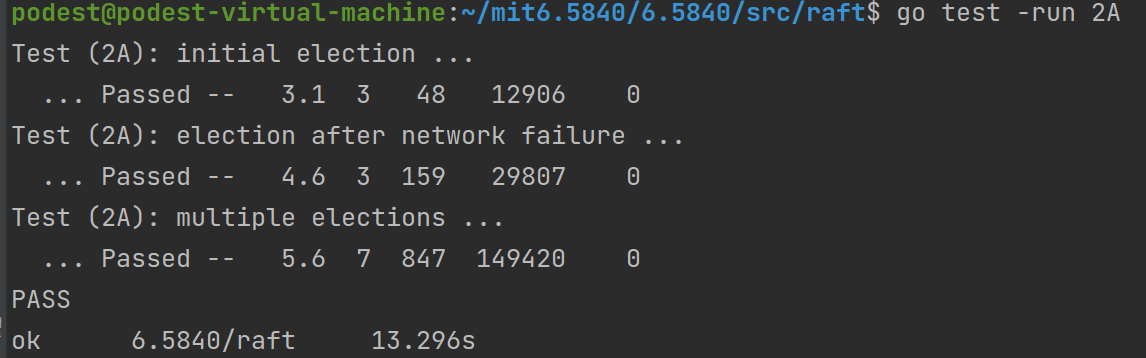 podest@podest-virtual-machine:~/mit6.5840/6.5840/src/raft$ go test -run 2A
Test (2A): initial election ...
  ... Passed --   3.1  3   48   12906    0
Test (2A): election after network failure ...
  ... Passed --   4.6  3  159   29807    0
Test (2A): multiple elections ...
  ... Passed --   5.6  7  847  149420    0
PASS
ok      6.5840/raft     13.296s